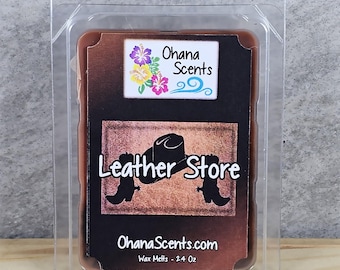 Ohana
Scents
Leather Store
OhanaScents.com
Wax Melts - 2.4 Oz